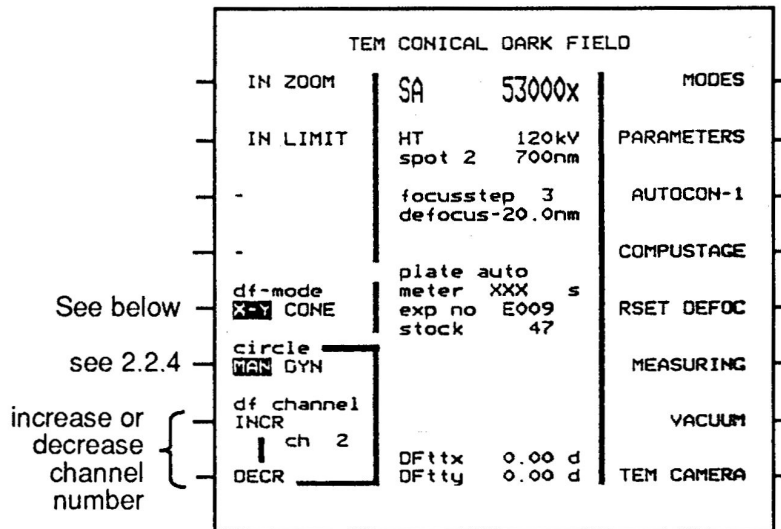 TEM CONICAL DARK FIELD
IN ZOOM
IN LIMIT
-
-
df-mode
X-Y CONE
circle
MAN DYN
df channel
INCR
ch 2
DECR
SA 53000x
HT 120kV
spot 2 700nm
focusstep 3
defocus-20.0nm
plate auto
meter XXX s
exp no E009
stock 47
DFttx 0.00 d
DFtty 0.00 d
MODES
PARAMETERS
AUTOCON-1
COMPUSTAGE
RSET DEFOC
MEASURING
VACUUM
TEM CAMERA
See below
see 2.2.4
increase or
decrease
channel
number